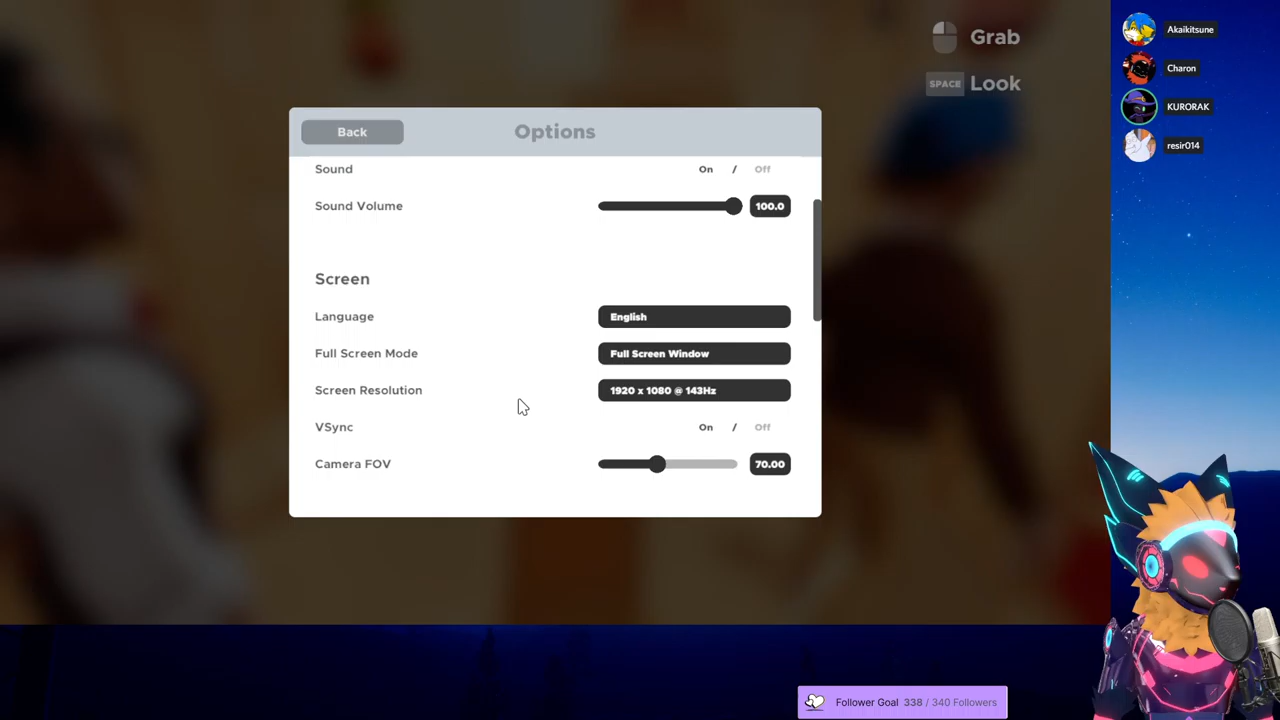 Grab
SPACE Look
Back
Options
Sound On / Off
Sound Volume 100.0
Screen
Language English
Full Screen Mode Full Screen Window
Screen Resolution 1920 x 1080 @ 143Hz
VSync On / Off
Camera FOV 70.00
Akaikitsune
Charon
KURORAK
resir014
Follower Goal 338 / 340 Followers